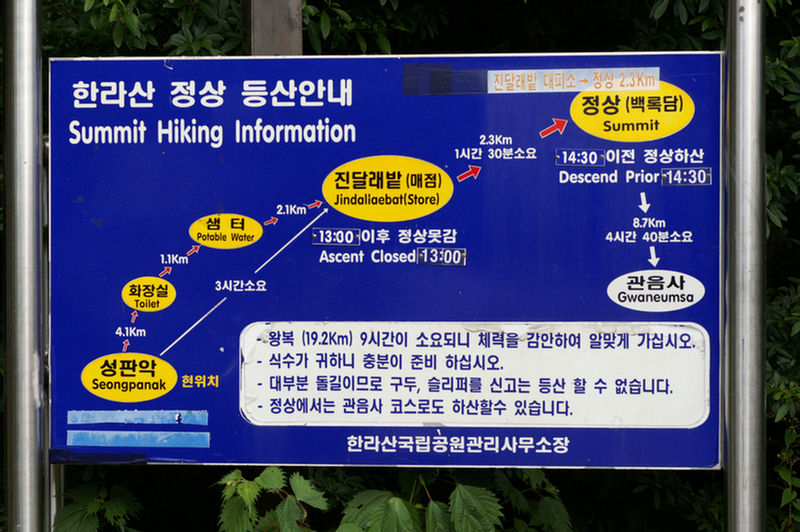 진달래밭 대피소→정상 2.3Km
한라산 정상 등산안내
Summit Hiking Information
정상 (백록담)
Summit
2.3Km
1시간 30분소요
14:30 이전 정상하산
Descend Prior 14:30
진달래밭 (매점)
Jindallaebat(Store)
2.1Km
샘 터
Potable Water
13:00 이후 정상못감
Ascent Closed 13:00
8.7Km
4시간 40분소요
1.1Km
3시간소요
화장실
Toilet
관음사
Gwaneumsa
4.1Km
성판악
Seongpanak
현위치
- 왕복 (19.2Km) 9시간이 소요되니 체력을 감안하여 알맞게 가십시오.
- 식수가 귀하니 충분이 준비 하십시오.
- 대부분 돌길이므로 구두, 슬리퍼를 신고는 등산 할 수 없습니다.
- 정상에서는 관음사 코스로도 하산할수 있습니다.
한라산국립공원관리사무소장